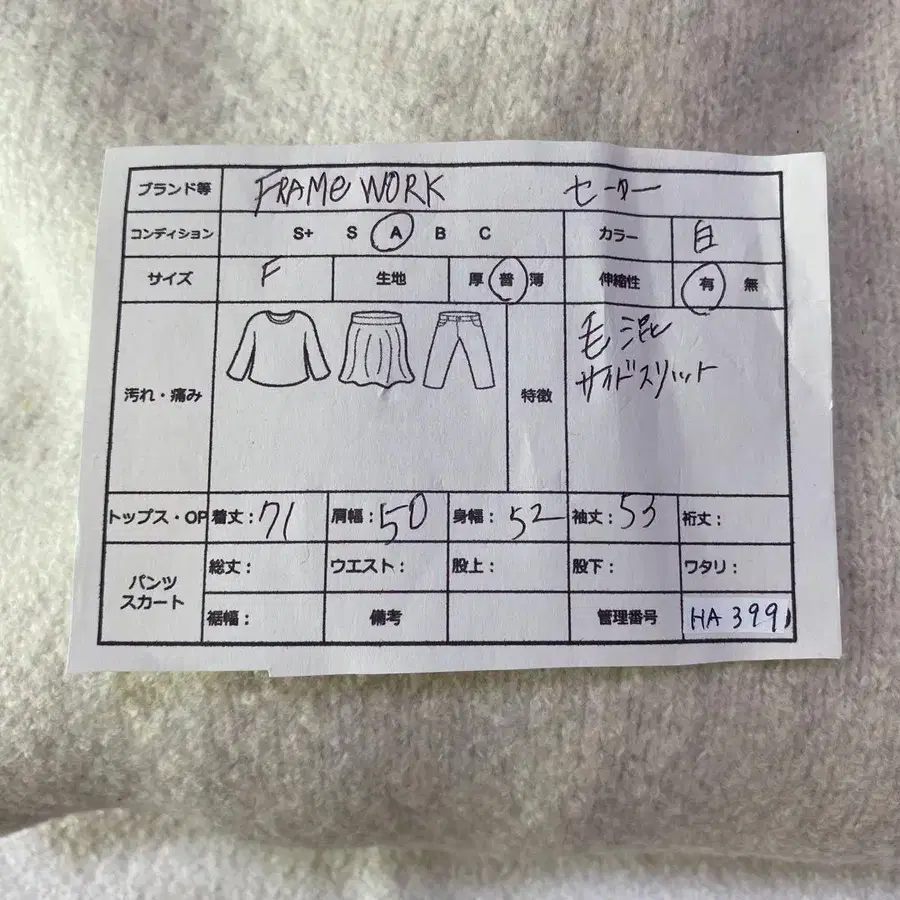 ブランド等 FRAMe WORK セーター
コンディション S+ S A B C カラー 白
サイズ F 生地 厚 普 薄 伸縮性 有 無
汚れ・痛み 特徴 毛混
サイドスリット
トップス・OP 着丈:71 肩幅:50 身幅:52 袖丈:53 裄丈:
パンツ
スカート
総丈: ウエスト: 股上: 股下: ワタリ:
裾幅: 備考 管理番号 HA 399